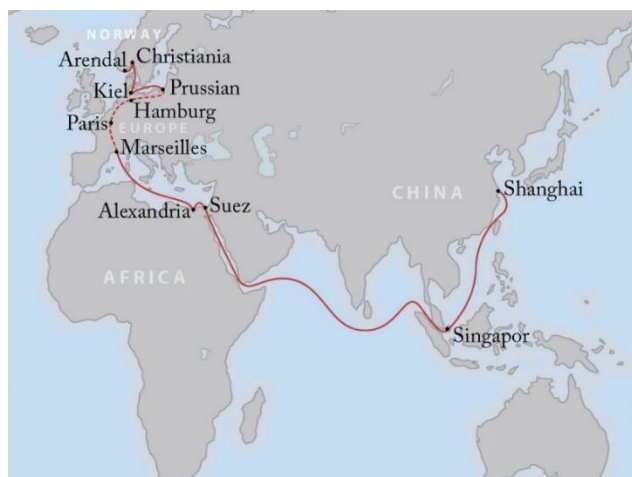 NORWAY
Arendal
Christiania
Kiel
Prussian
Hamburg
Paris
EUROPE
Marseilles
CHINA
Shanghai
Alexandria
Suez
AFRICA
Singapor